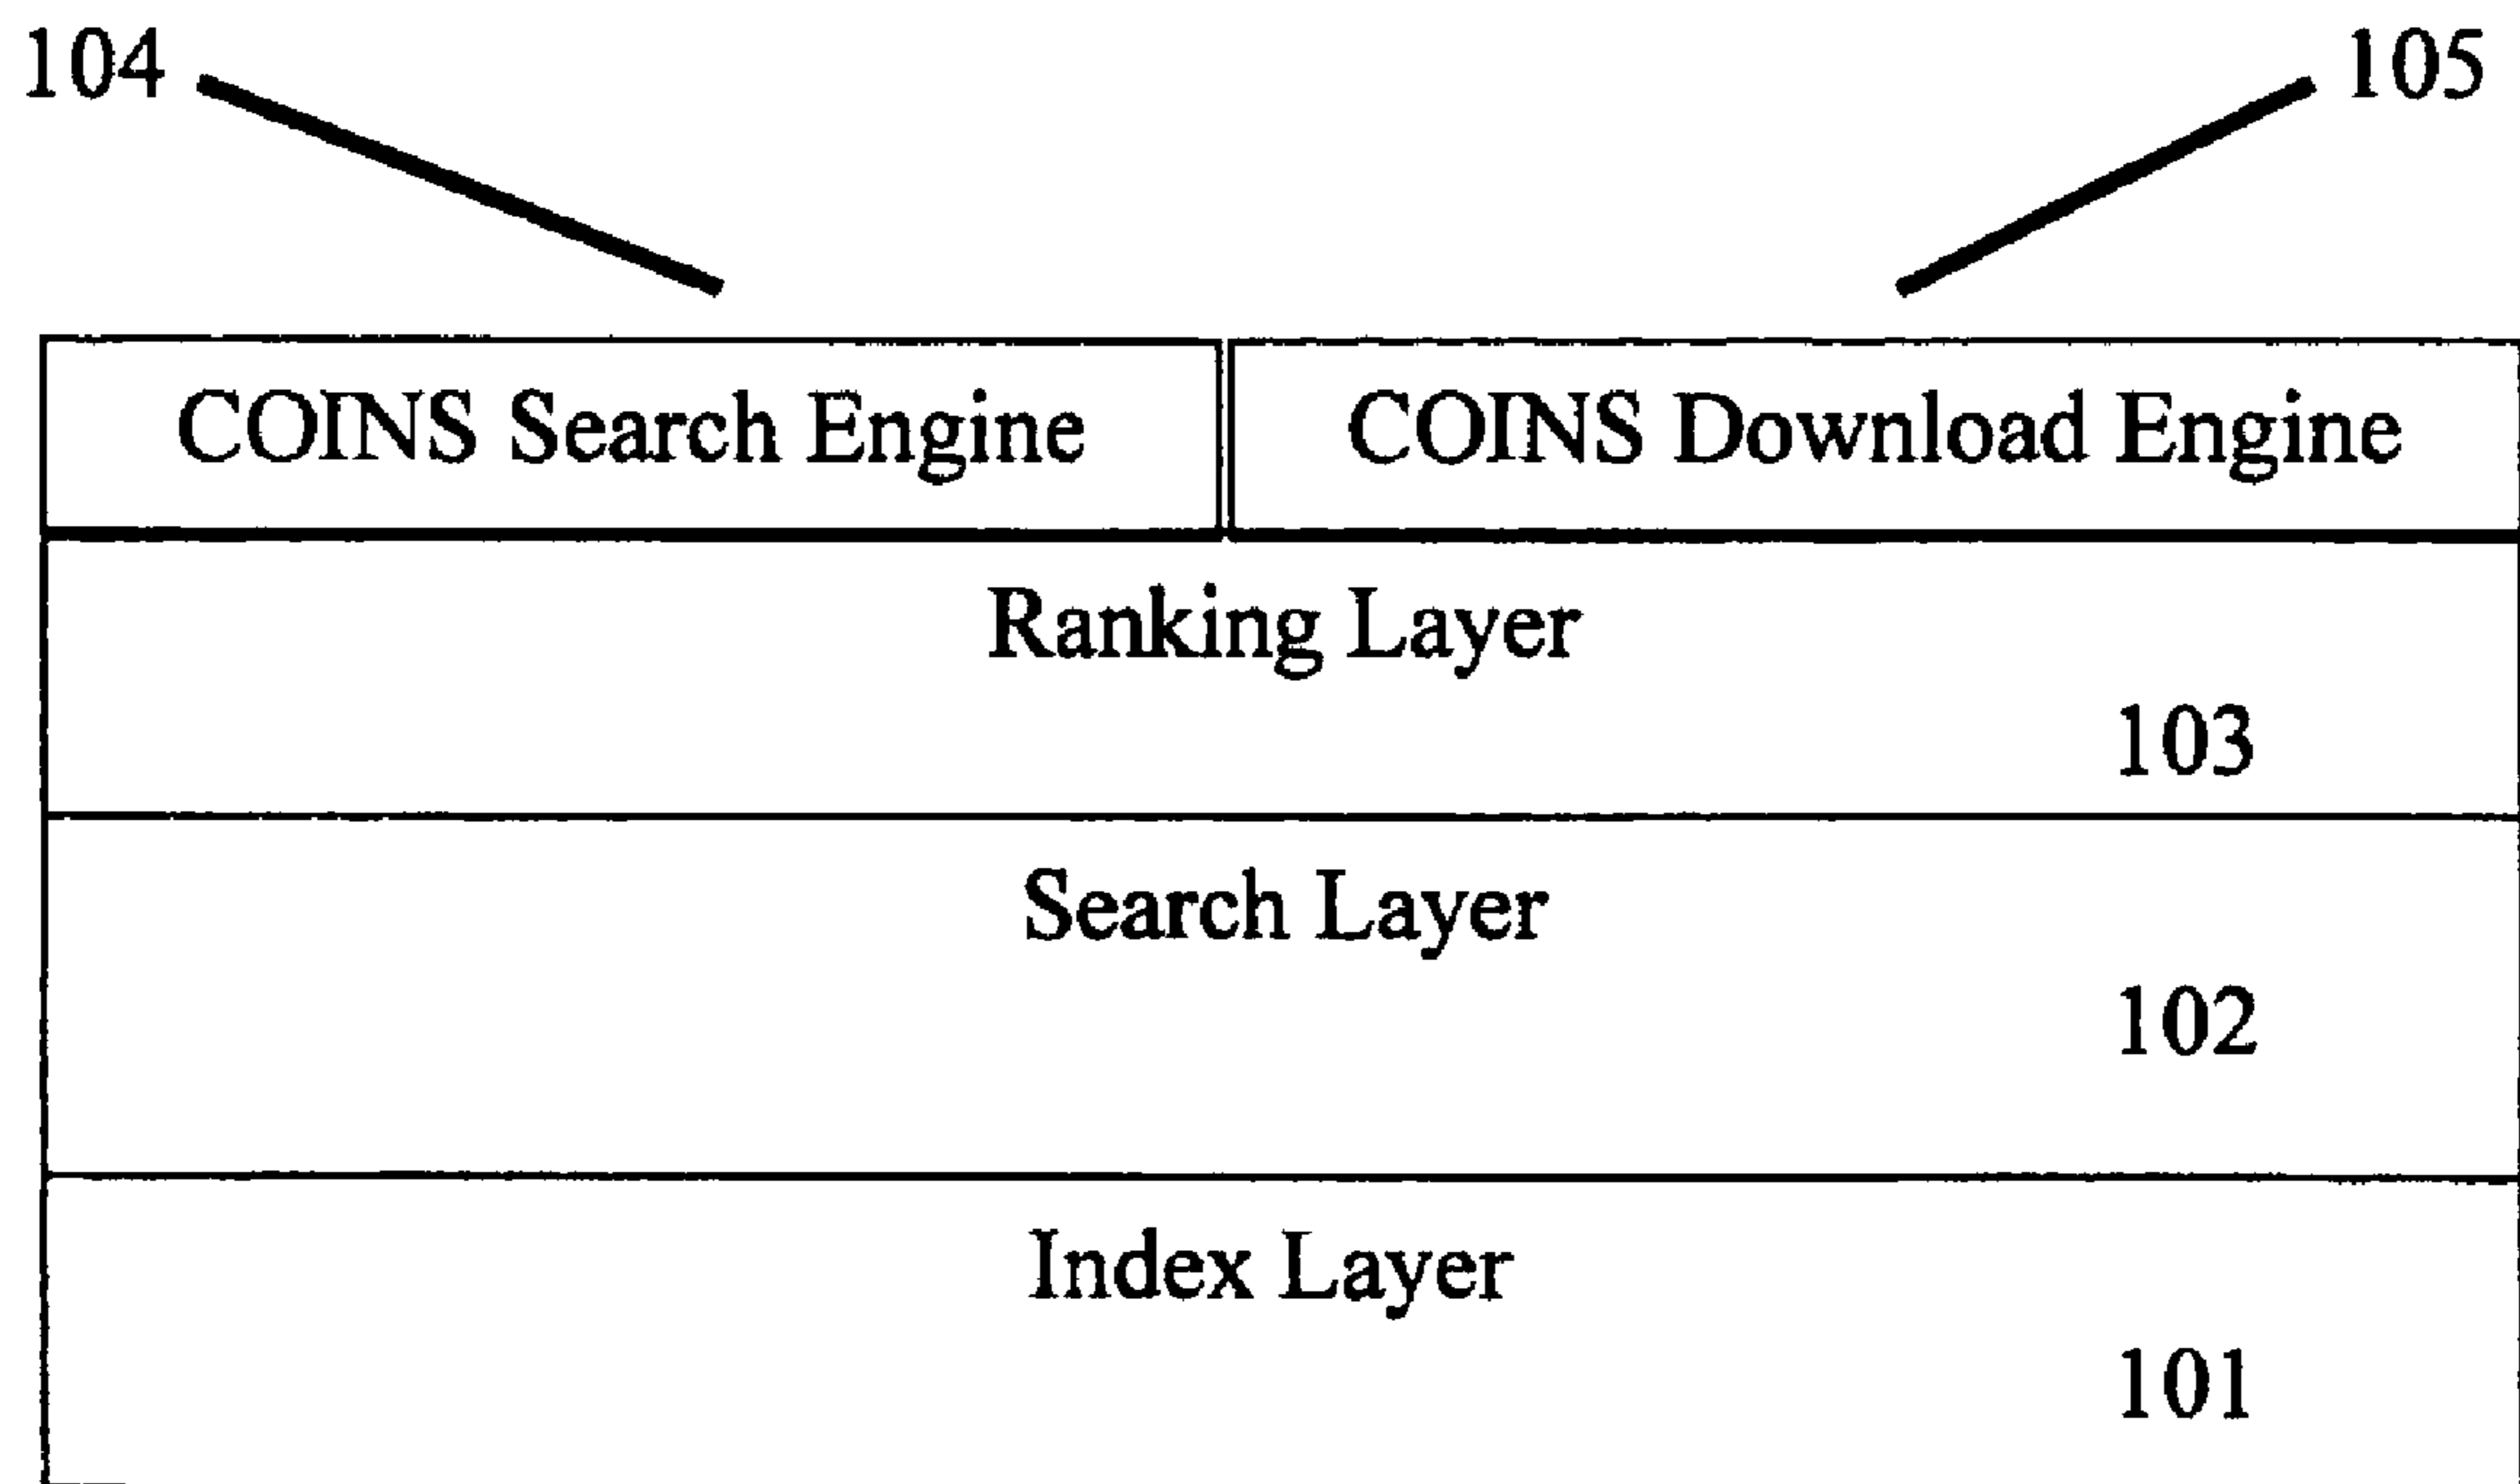 104 105
COINS Search Engine COINS Download Engine
Ranking Layer
103
Search Layer
102
Index Layer
101